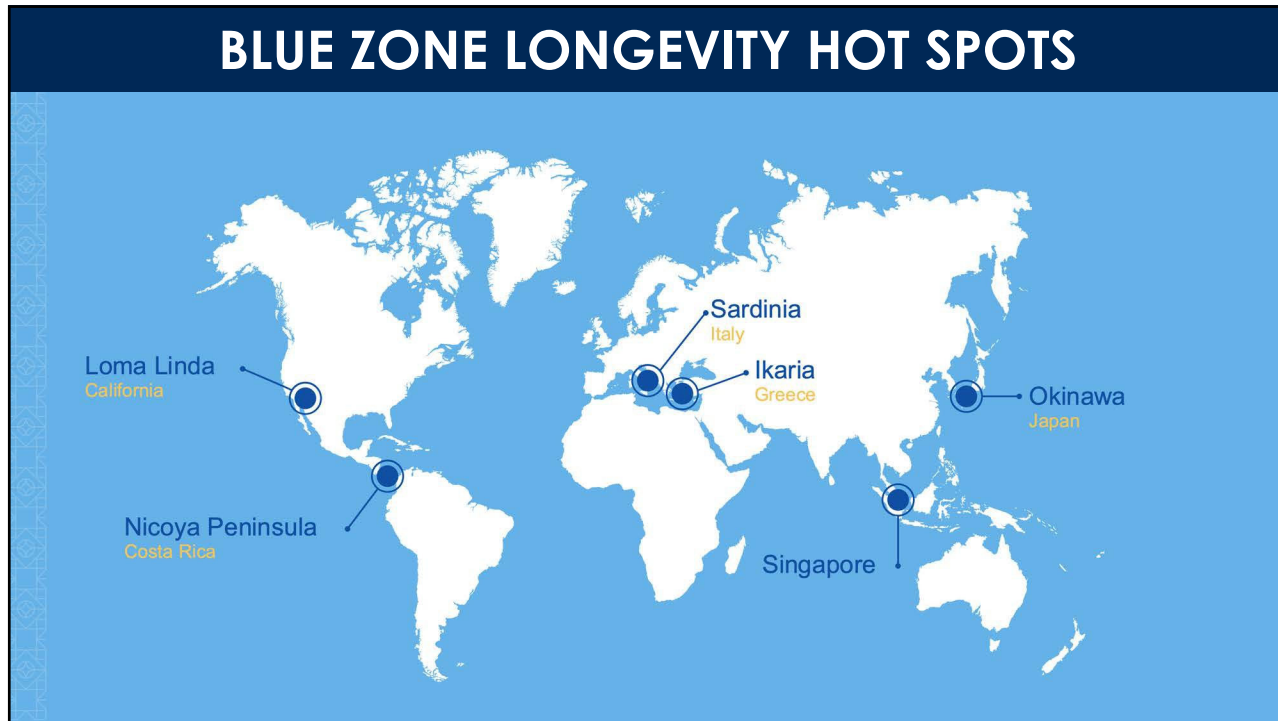 BLUE ZONE LONGEVITY HOT SPOTS
Sardinia
Italy
Loma Linda
California
Ikaria
Greece
Okinawa
Japan
Nicoya Peninsula
Costa Rica
Singapore